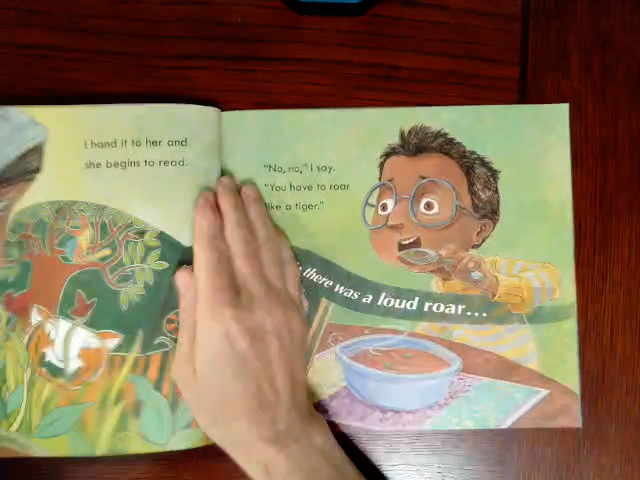 I hand it to her and
she begins to read.
"No, no," I say.
"You have to roar
like a tiger."
there was a loud roar...